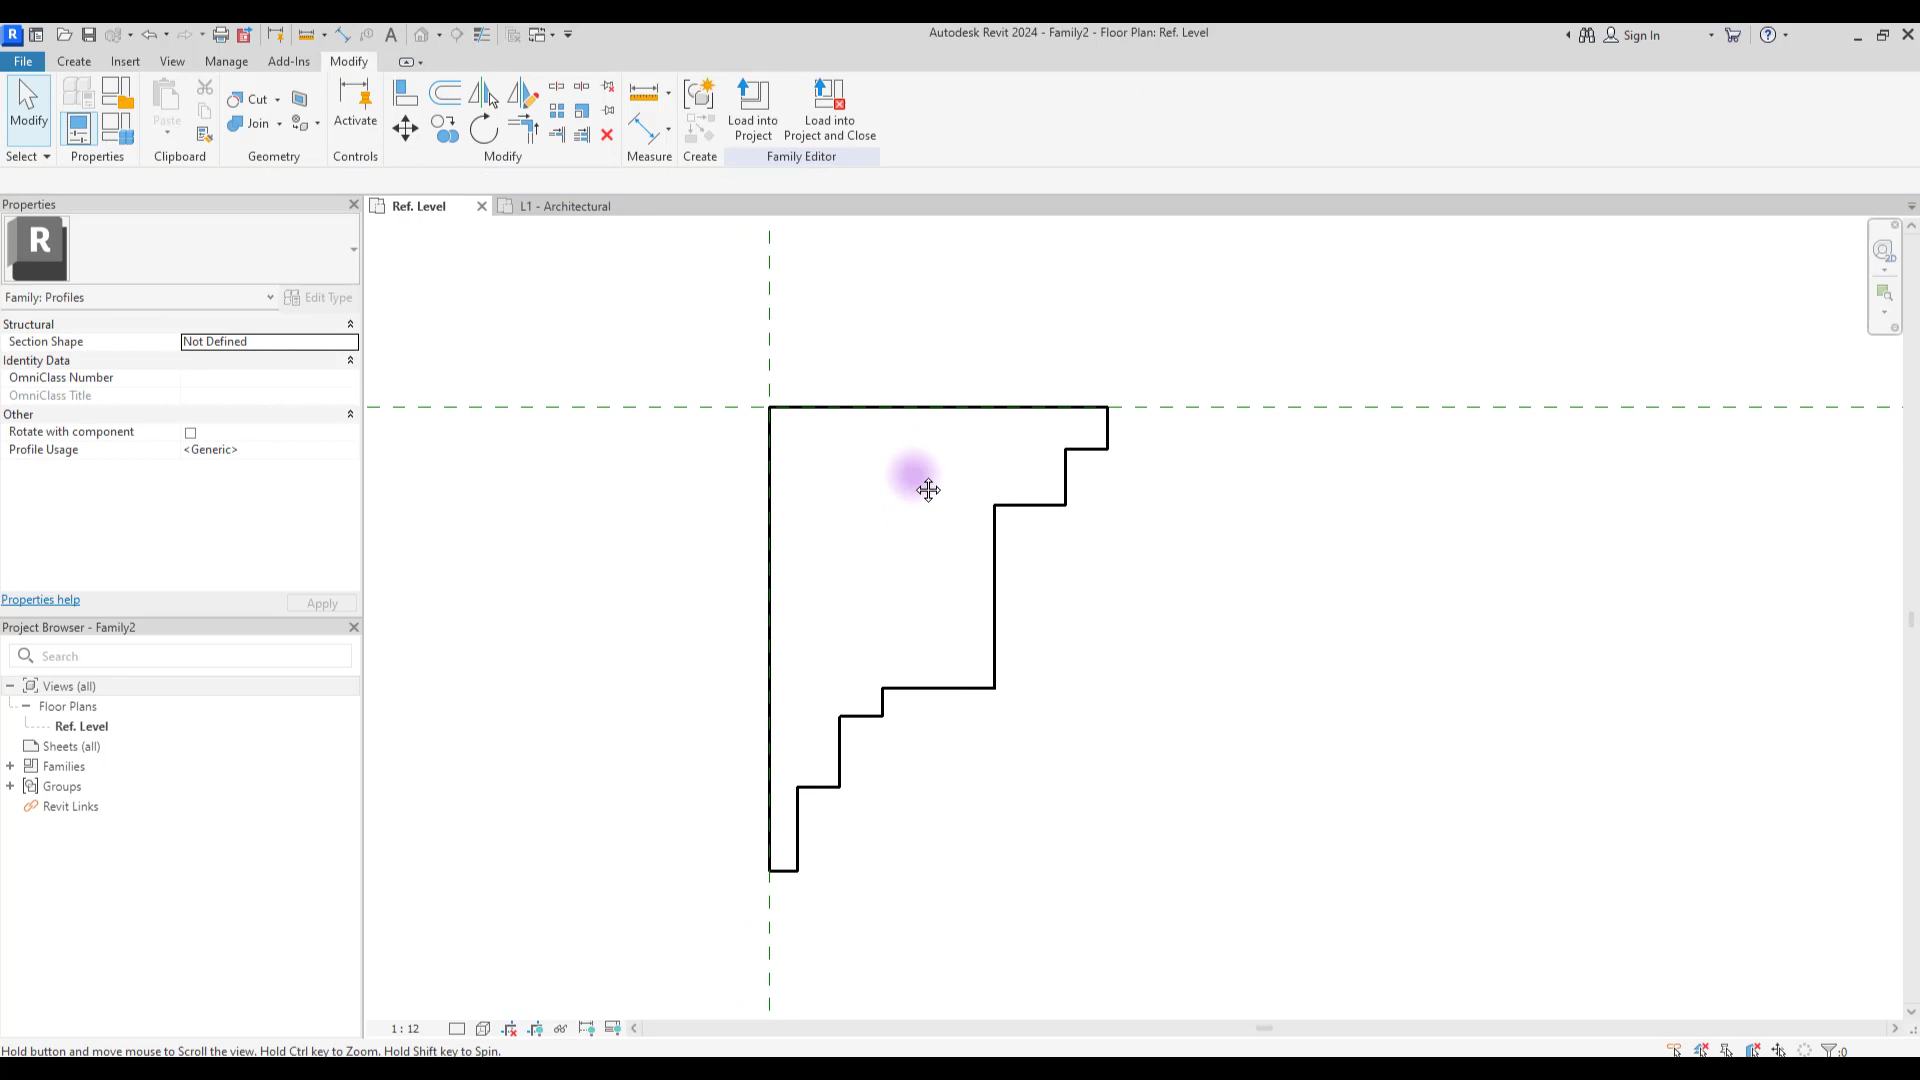 R
Autodesk Revit 2024 - Family2 - Floor Plan: Ref. Level
Sign In
File Create Insert View Manage Add-Ins Modify
Modify
Paste
Cut
Join
Activate
Load into Project
Load into Project and Close
Select Properties Clipboard Geometry Controls Modify Measure Create Family Editor
Properties
Ref. Level
L1 - Architectural
R
2D
Family: Profiles
Edit Type
Structural
Section Shape Not Defined
Identity Data
OmniClass Number
OmniClass Title
Other
Rotate with component
Profile Usage <Generic>
Properties help
Apply
Project Browser - Family2
Search
Views (all)
Floor Plans
Ref. Level
Sheets (all)
Families
Groups
Revit Links
1 : 12
Hold button and move mouse to Scroll the view. Hold Ctrl key to Zoom. Hold Shift key to Spin.
:0